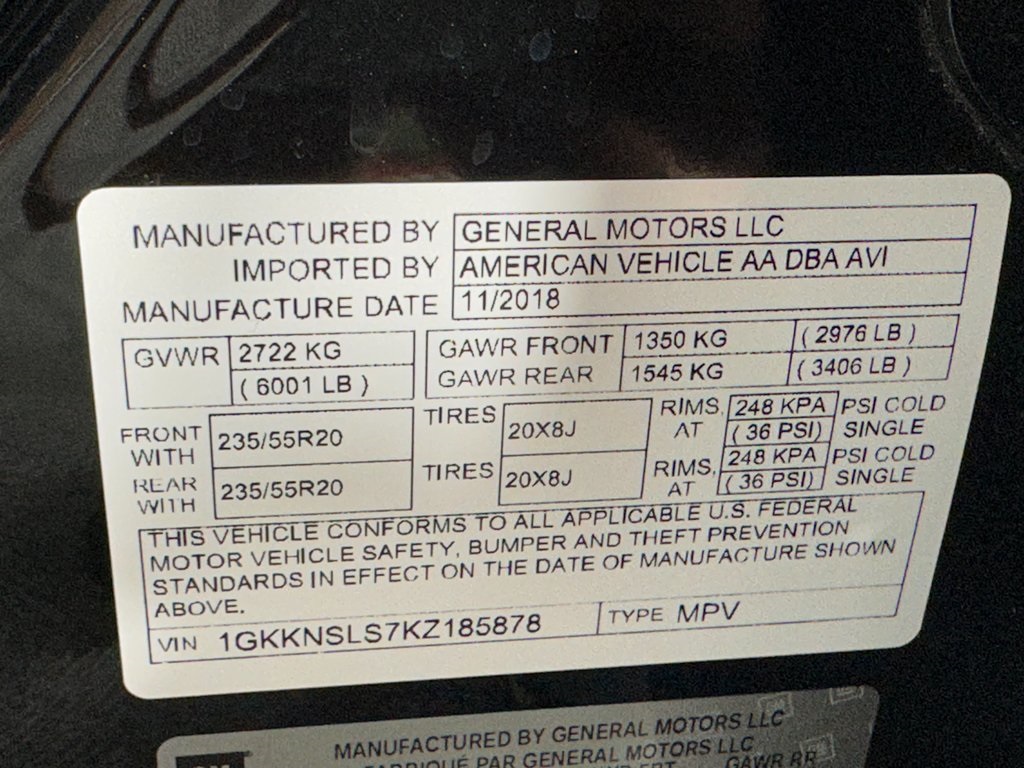 MANUFACTURED BY GENERAL MOTORS LLC
IMPORTED BY AMERICAN VEHICLE AA DBA AVI
MANUFACTURE DATE 11/2018
GVWR 2722 KG GAWR FRONT 1350 KG ( 2976 LB )
( 6001 LB ) GAWR REAR 1545 KG ( 3406 LB )
FRONT WITH 235/55R20 TIRES 20X8J RIMS, AT 248 KPA ( 36 PSI) PSI COLD SINGLE
REAR WITH 235/55R20 TIRES 20X8J RIMS, AT 248 KPA ( 36 PSI) PSI COLD SINGLE
THIS VEHICLE CONFORMS TO ALL APPLICABLE U.S. FEDERAL
MOTOR VEHICLE SAFETY, BUMPER AND THEFT PREVENTION
STANDARDS IN EFFECT ON THE DATE OF MANUFACTURE SHOWN
ABOVE.
VIN 1GKKNSLS7KZ185878 TYPE MPV
MANUFACTURED BY GENERAL MOTORS LLC
FABRIQUÉ PAR GENERAL MOTORS LLC
GAWR RR